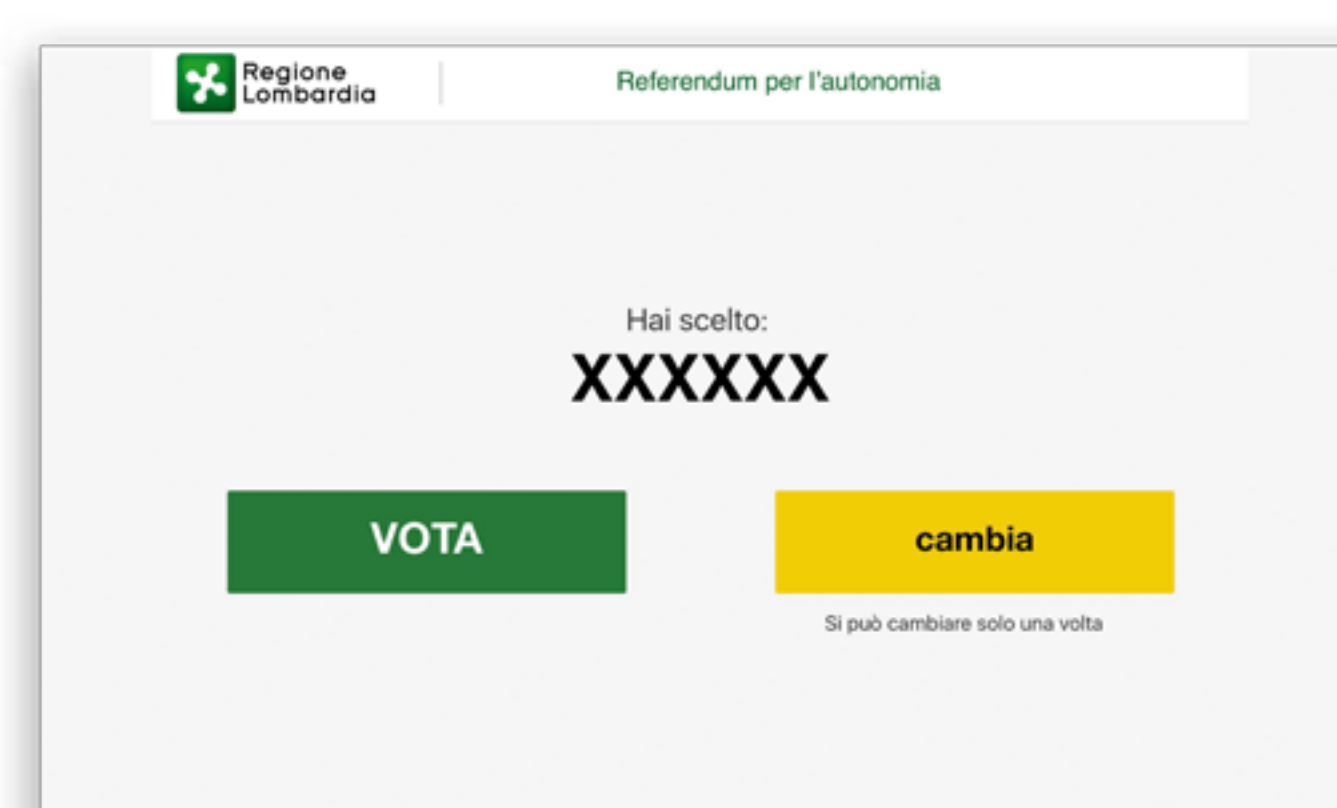 Regione
Lombardia
Referendum per l'autonomia
Hai scelto:
XXXXXX
VOTA
cambia
Si può cambiare solo una volta